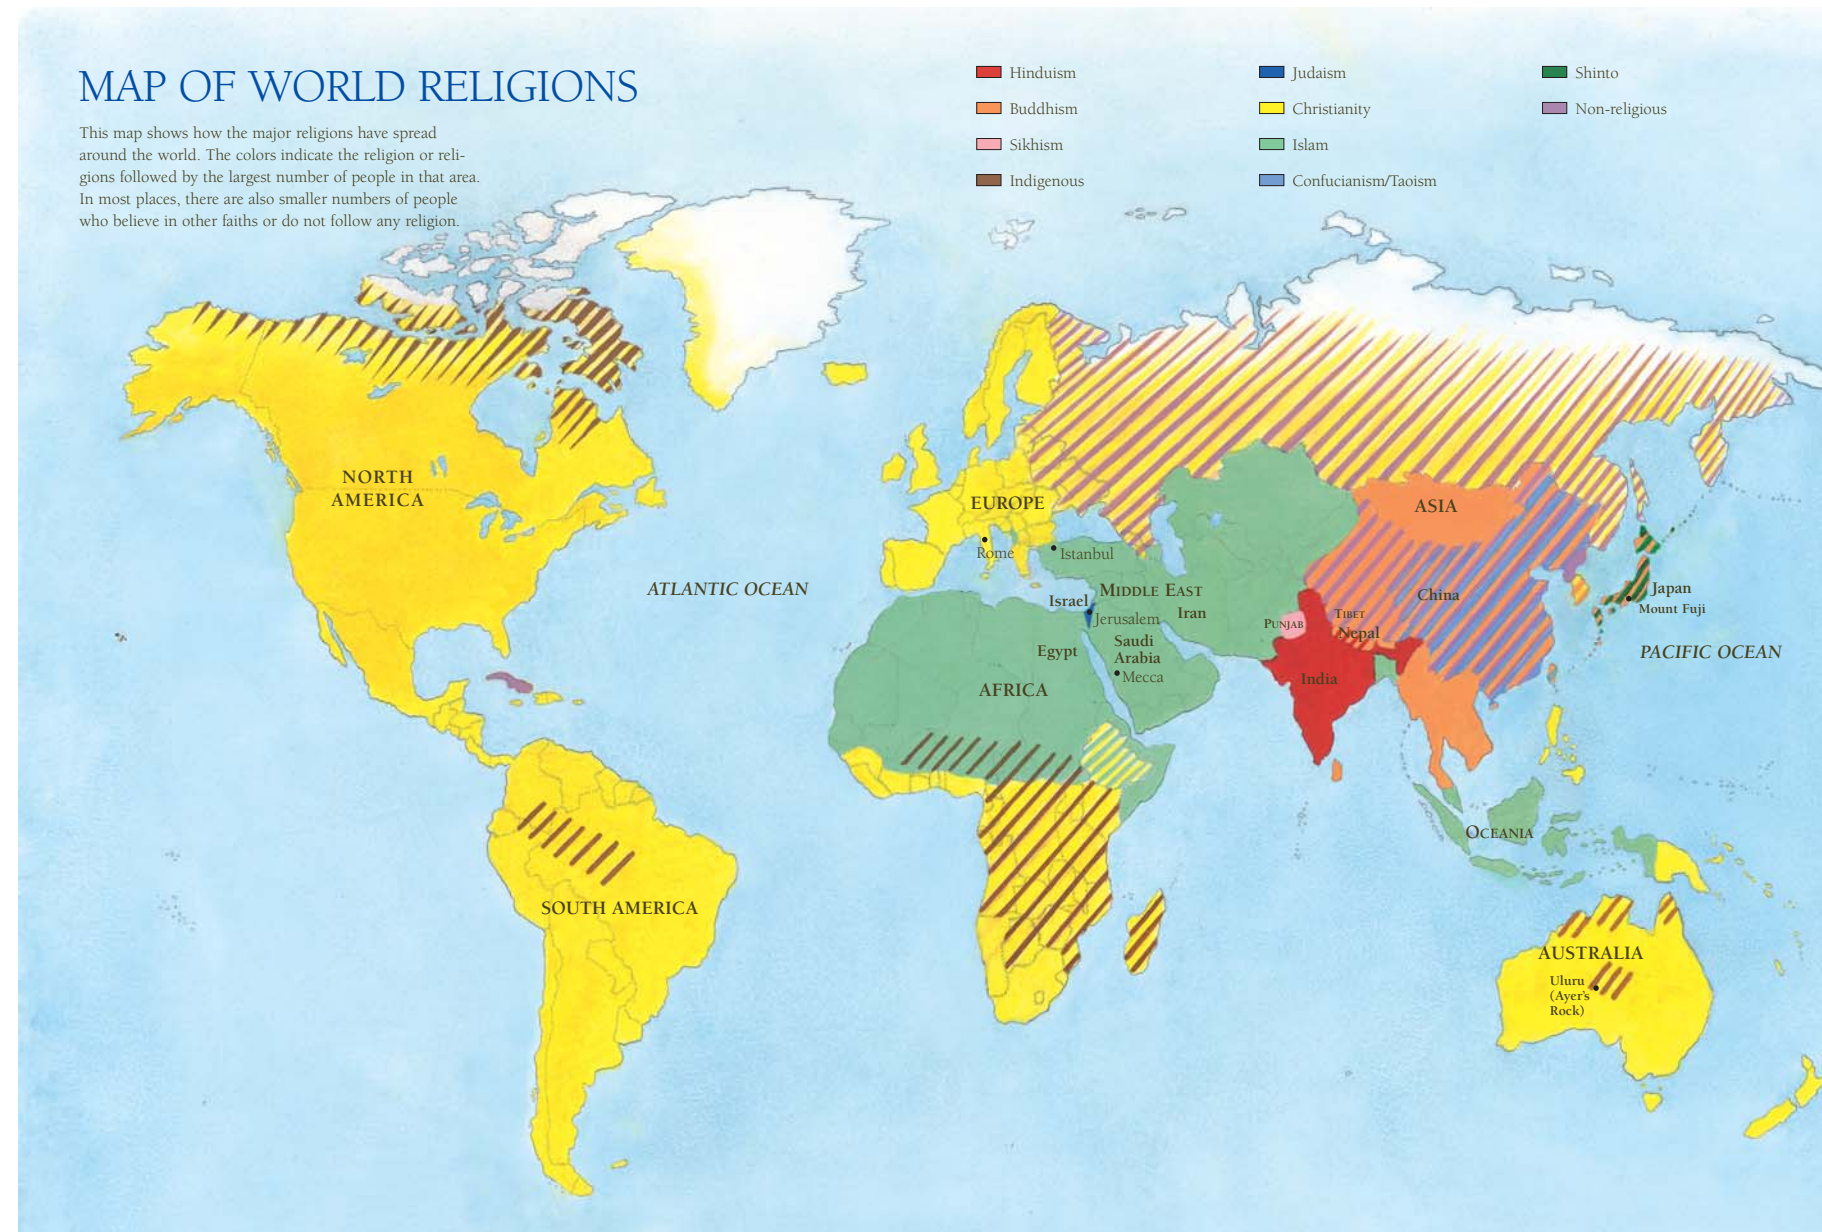 MAP OF WORLD RELIGIONS
This map shows how the major religions have spread
around the world. The colors indicate the religion or reli-
gions followed by the largest number of people in that area.
In most places, there are also smaller numbers of people
who believe in other faiths or do not follow any religion.
Hinduism
Buddhism
Sikhism
Indigenous
Judaism
Christianity
Islam
Confucianism/Taoism
Shinto
Non-religious
NORTH
AMERICA
ATLANTIC OCEAN
SOUTH AMERICA
EUROPE
Rome
Istanbul
MIDDLE EAST
Israel
Jerusalem
Iran
Egypt
Saudi
Arabia
Mecca
AFRICA
ASIA
China
PUNJAB
TIBET
Nepal
India
Japan
Mount Fuji
PACIFIC OCEAN
OCEANIA
AUSTRALIA
Uluru
(Ayer's
Rock)